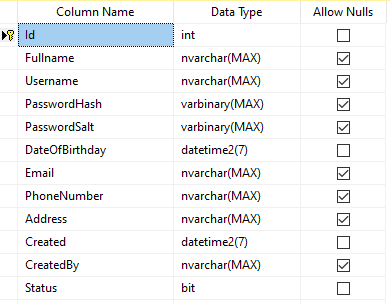 Column Name Data Type Allow Nulls
Id int
Fullname nvarchar(MAX)
Username nvarchar(MAX)
PasswordHash varbinary(MAX)
PasswordSalt varbinary(MAX)
DateOfBirthday datetime2(7)
Email nvarchar(MAX)
PhoneNumber nvarchar(MAX)
Address nvarchar(MAX)
Created datetime2(7)
CreatedBy nvarchar(MAX)
Status bit